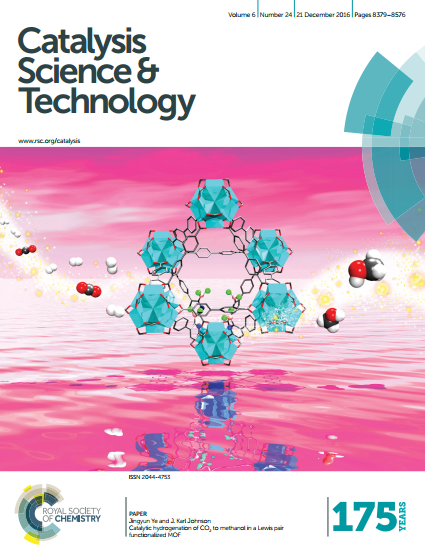 Volume 6 | Number 24 | 21 December 2016 | Pages 8379–8576
Catalysis
Science &
Technology
www.rsc.org/catalysis
ISSN 2044-4753
ROYAL SOCIETY
OF CHEMISTRY
PAPER
Jingyun Ye and J. Karl Johnson
Catalytic hydrogenation of CO₂ to methanol in a Lewis pair
functionalized MOF
175 YEARS